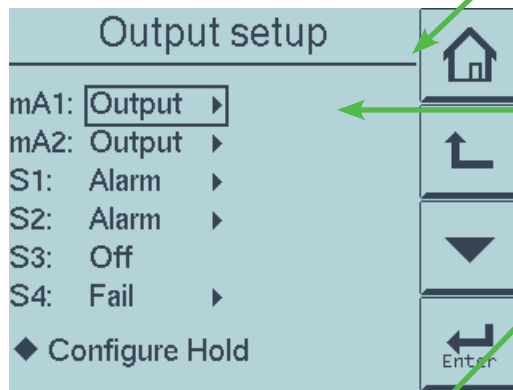 Output setup
mA1: Output
mA2: Output
S1: Alarm
S2: Alarm
S3: Off
S4: Fail
Configure Hold
Enter